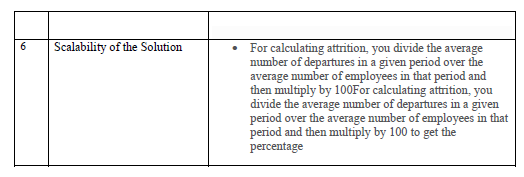 6
Scalability of the Solution
• For calculating attrition, you divide the average
number of departures in a given period over the
average number of employees in that period and
then multiply by 100For calculating attrition, you
divide the average number of departures in a given
period over the average number of employees in that
period and then multiply by 100 to get the
percentage